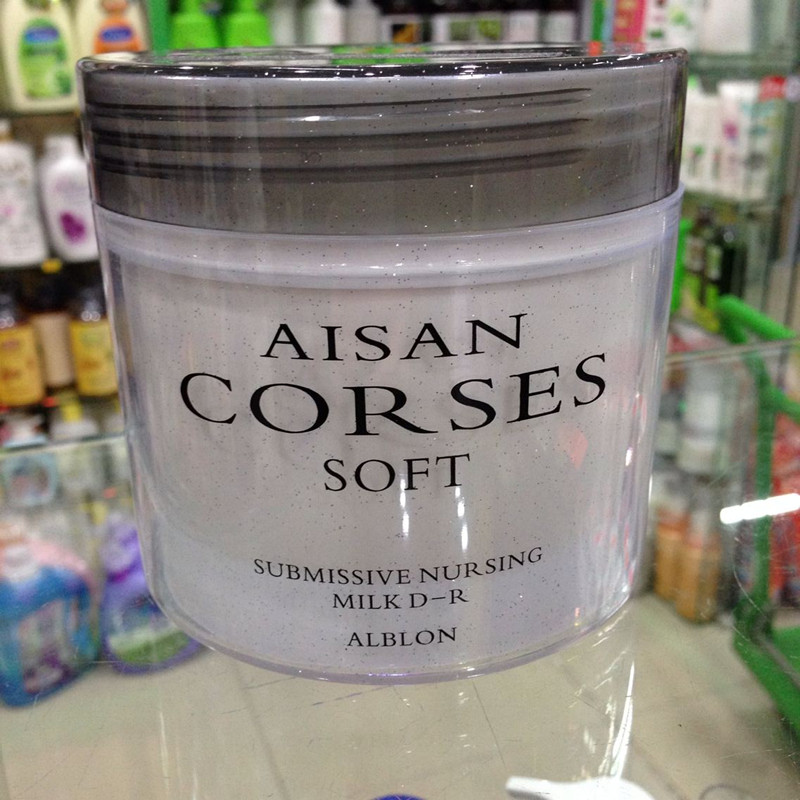 AISAN
CORSES
SOFT
SUBMISSIVE NURSING
MILK D-R
ALBLON